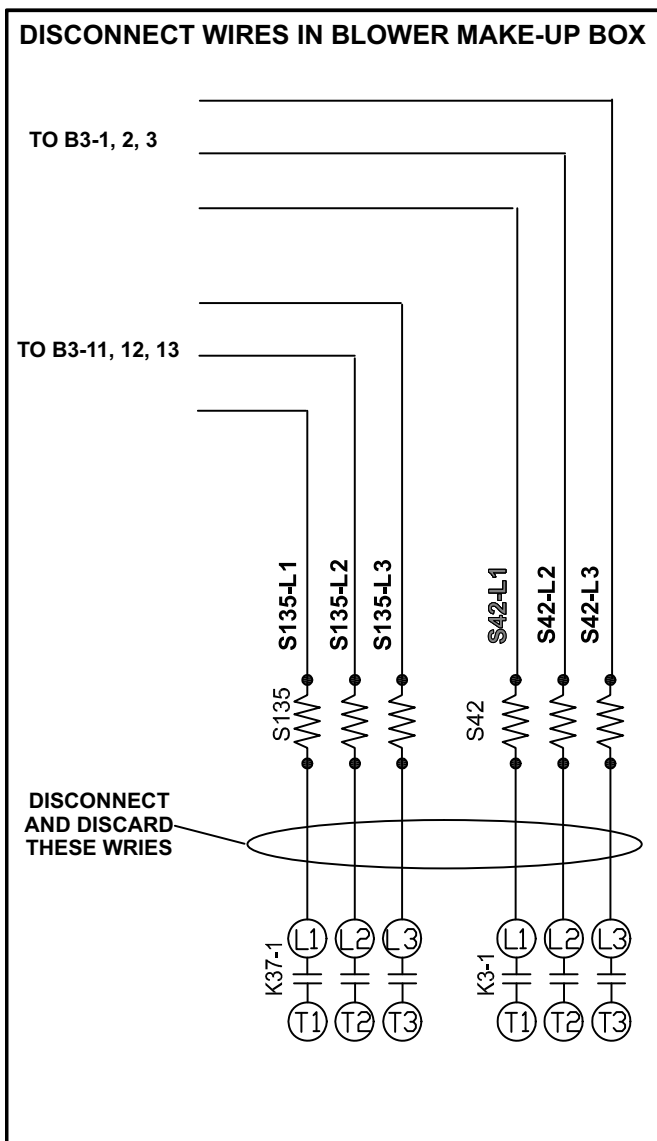 DISCONNECT WIRES IN BLOWER MAKE-UP BOX
TO B3-1, 2, 3
TO B3-11, 12, 13
S135-L1
S135-L2
S135-L3
S42-L1
S42-L2
S42-L3
S135
S42
DISCONNECT
AND DISCARD
THESE WRIES
K37-1
L1
L2
L3
K3-1
L1
L2
L3
T1
T2
T3
T1
T2
T3